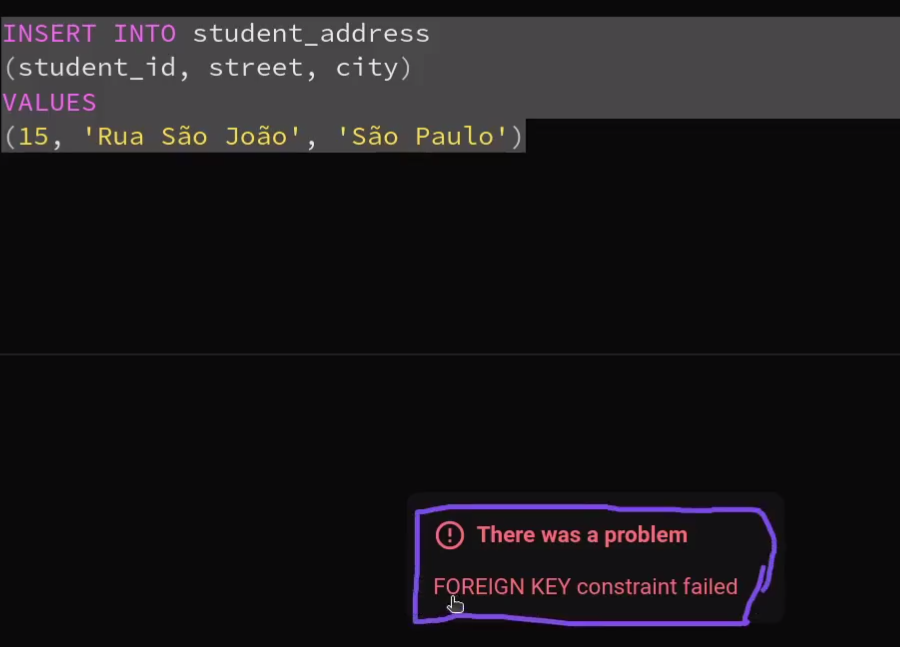 INSERT INTO student_address
(student_id, street, city)
VALUES
(15, 'Rua São João', 'São Paulo')
There was a problem
FOREIGN KEY constraint failed